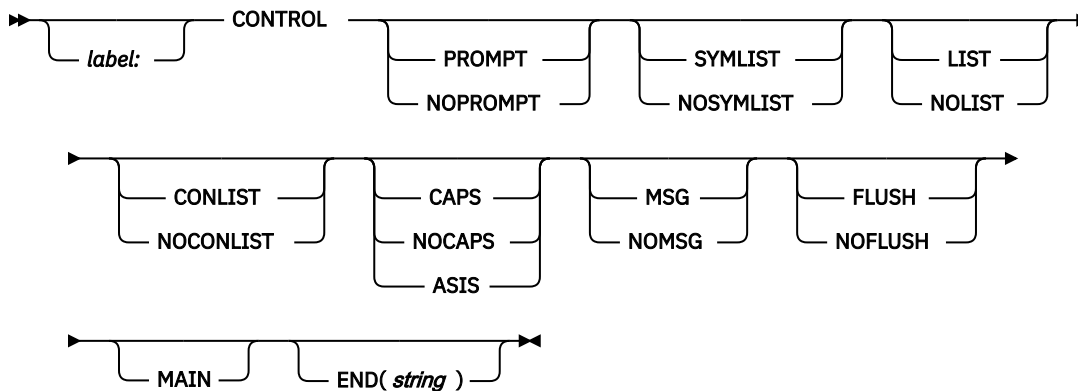 CONTROL
label: PROMPT SYMLIST LIST
NOPROMPT NOSYMLIST NOLIST
CONLIST CAPS MSG FLUSH
NOCONLIST NOCAPS NOMSG NOFLUSH
ASIS
MAIN END( string )